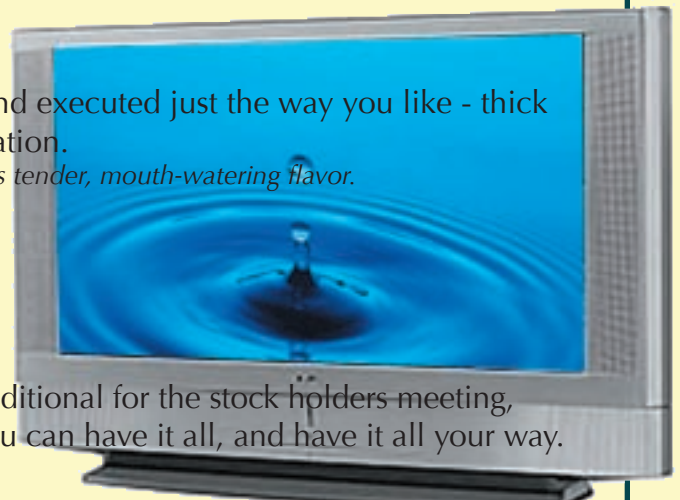 nd executed just the way you like - thick
ation.
s tender, mouth-watering flavor.
ditional for the stock holders meeting,
u can have it all, and have it all your way.